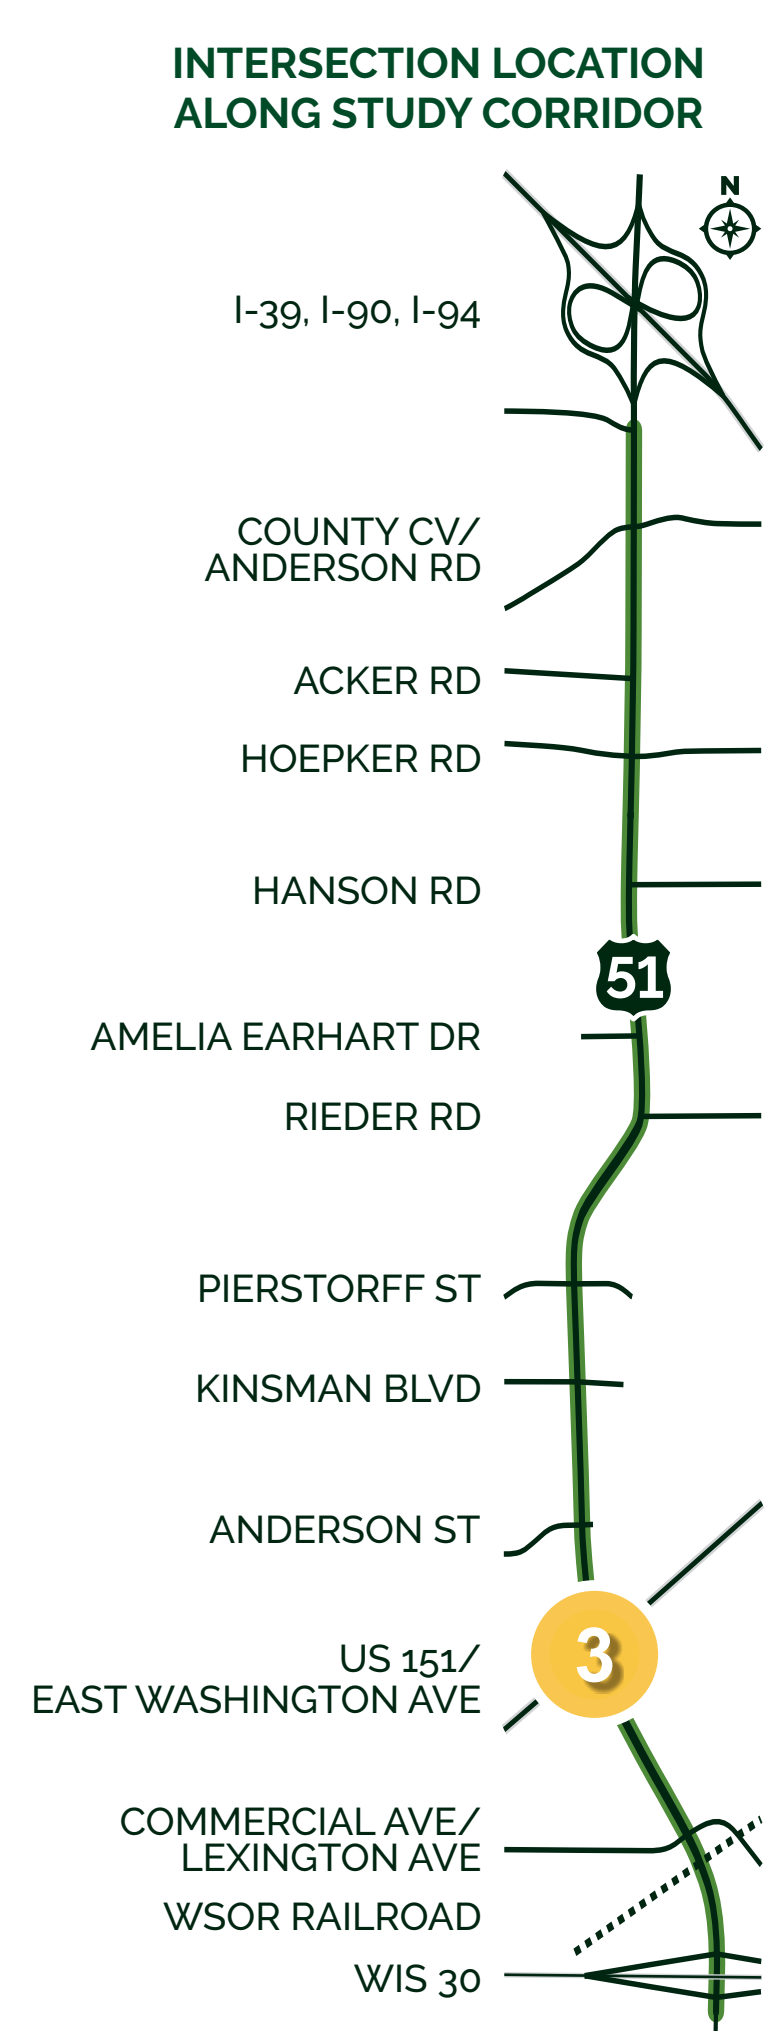 INTERSECTION LOCATION
ALONG STUDY CORRIDOR
N
I-39, I-90, I-94
COUNTY CV/
ANDERSON RD
ACKER RD
HOEPKER RD
HANSON RD
51
AMELIA EARHART DR
RIEDER RD
PIERSTORFF ST
KINSMAN BLVD
ANDERSON ST
3
US 151/
EAST WASHINGTON AVE
COMMERCIAL AVE/
LEXINGTON AVE
WSOR RAILROAD
WIS 30